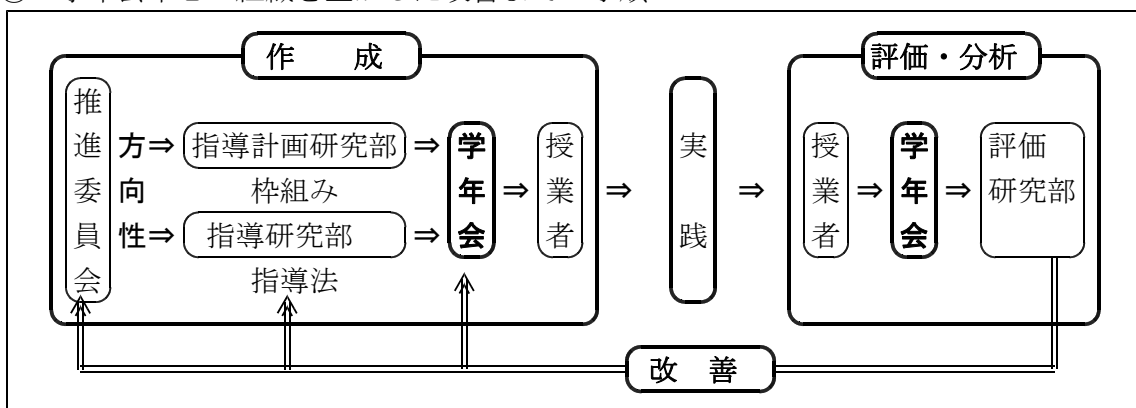 作　成
評価・分析
推進委員会
方向性
⇒
指導計画研究部
枠組み
⇒
指導研究部
指導法
⇒
⇒
学年会
⇒
授業者
⇒
実践
⇒
授業者
⇒
学年会
⇒
評価
研究部
改　善